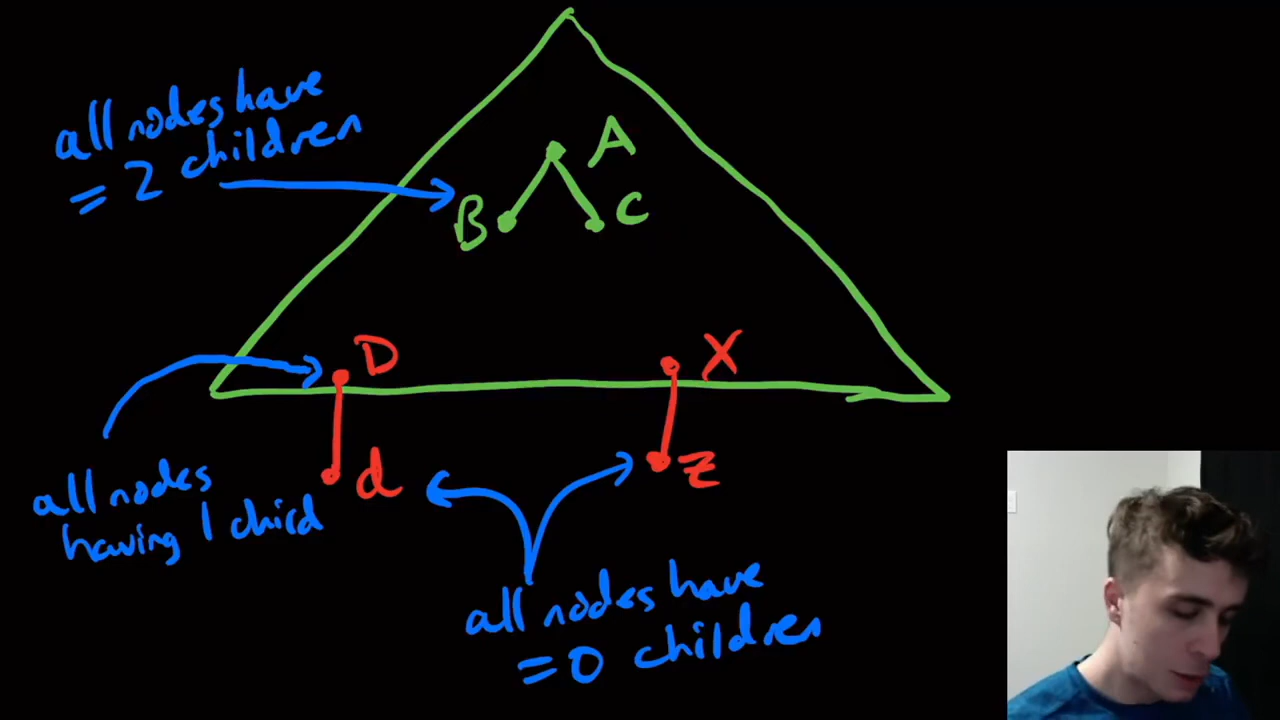 all nodes have
= 2 children
A
B
C
D
X
d
z
all nodes
having 1 child
all nodes have
= 0 children